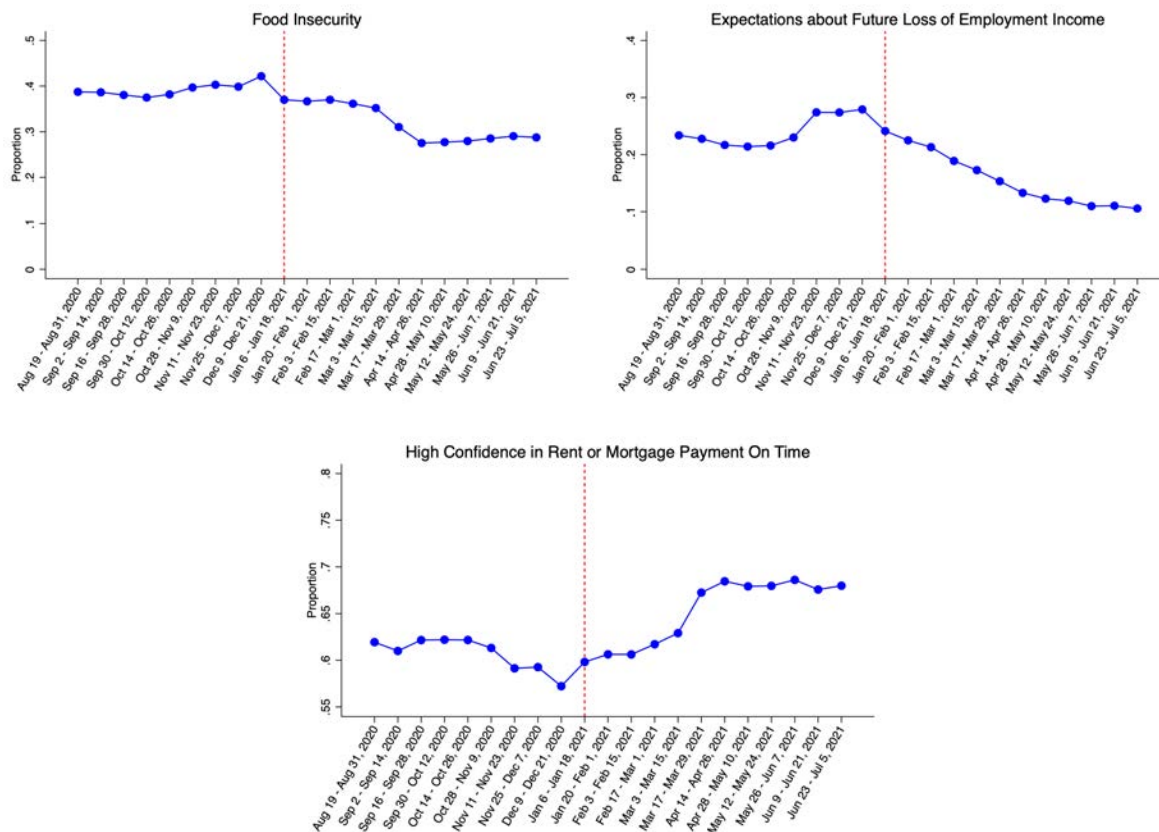 Food Insecurity
Proportion
.5
.4
.3
.2
.1
0
Aug 19 - Aug 31, 2020
Sep 2 - Sep 14, 2020
Sep 16 - Sep 28, 2020
Sep 30 - Oct 12, 2020
Oct 14 - Oct 26, 2020
Oct 28 - Nov 9, 2020
Nov 11 - Nov 23, 2020
Nov 25 - Dec 7, 2020
Dec 9 - Dec 21, 2020
Jan 6 - Jan 18, 2021
Jan 20 - Feb 1, 2021
Feb 3 - Feb 15, 2021
Feb 17 - Mar 1, 2021
Mar 3 - Mar 15, 2021
Mar 17 - Mar 29, 2021
Apr 14 - Apr 26, 2021
Apr 28 - May 10, 2021
May 12 - May 24, 2021
May 26 - Jun 7, 2021
Jun 9 - Jun 21, 2021
Jun 23 - Jul 5, 2021
Expectations about Future Loss of Employment Income
Proportion
.4
.3
.2
.1
0
Aug 19 - Aug 31, 2020
Sep 2 - Sep 14, 2020
Sep 16 - Sep 28, 2020
Sep 30 - Oct 12, 2020
Oct 14 - Oct 26, 2020
Oct 28 - Nov 9, 2020
Nov 11 - Nov 23, 2020
Nov 25 - Dec 7, 2020
Dec 9 - Dec 21, 2020
Jan 6 - Jan 18, 2021
Jan 20 - Feb 1, 2021
Feb 3 - Feb 15, 2021
Feb 17 - Mar 1, 2021
Mar 3 - Mar 15, 2021
Mar 17 - Mar 29, 2021
Apr 14 - Apr 26, 2021
Apr 28 - May 10, 2021
May 12 - May 24, 2021
May 26 - Jun 7, 2021
Jun 9 - Jun 21, 2021
Jun 23 - Jul 5, 2021
High Confidence in Rent or Mortgage Payment On Time
Proportion
.8
.75
.7
.65
.6
.55
Aug 19 - Aug 31, 2020
Sep 2 - Sep 14, 2020
Sep 16 - Sep 28, 2020
Sep 30 - Oct 12, 2020
Oct 14 - Oct 26, 2020
Oct 28 - Nov 9, 2020
Nov 11 - Nov 23, 2020
Nov 25 - Dec 7, 2020
Dec 9 - Dec 21, 2020
Jan 6 - Jan 18, 2021
Jan 20 - Feb 1, 2021
Feb 3 - Feb 15, 2021
Feb 17 - Mar 1, 2021
Mar 3 - Mar 15, 2021
Mar 17 - Mar 29, 2021
Apr 14 - Apr 26, 2021
Apr 28 - May 10, 2021
May 12 - May 24, 2021
May 26 - Jun 7, 2021
Jun 9 - Jun 21, 2021
Jun 23 - Jul 5, 2021